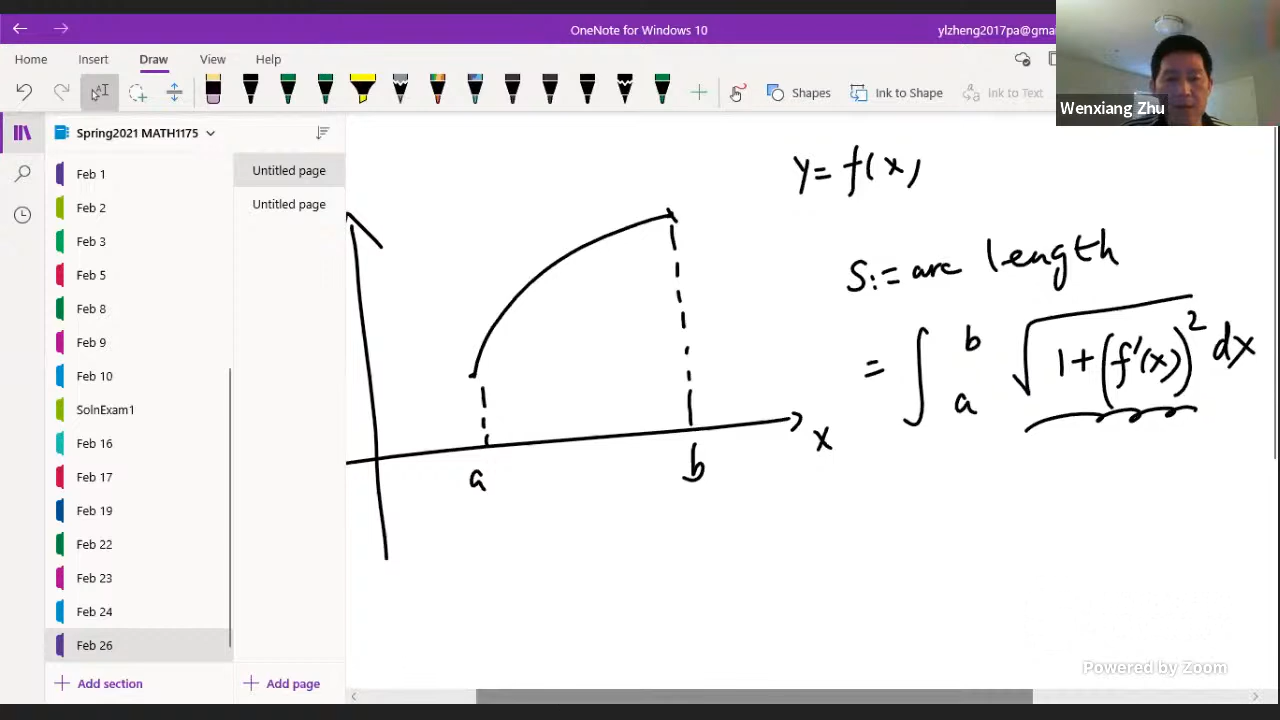 OneNote for Windows 10
ylzheng2017pa@gma
Home Insert Draw View Help
Shapes Ink to Shape Ink to Text
Wenxiang Zhu
Spring2021 MATH1175
Feb 1
Feb 2
Feb 3
Feb 5
Feb 8
Feb 9
Feb 10
SolnExam1
Feb 16
Feb 17
Feb 19
Feb 22
Feb 23
Feb 24
Feb 26
Add section
Untitled page
Untitled page
Add page
y = f(x)
S := arc length
= ∫_a^b √(1+(f'(x))^2) dx
x
a
b
Powered by Zoom